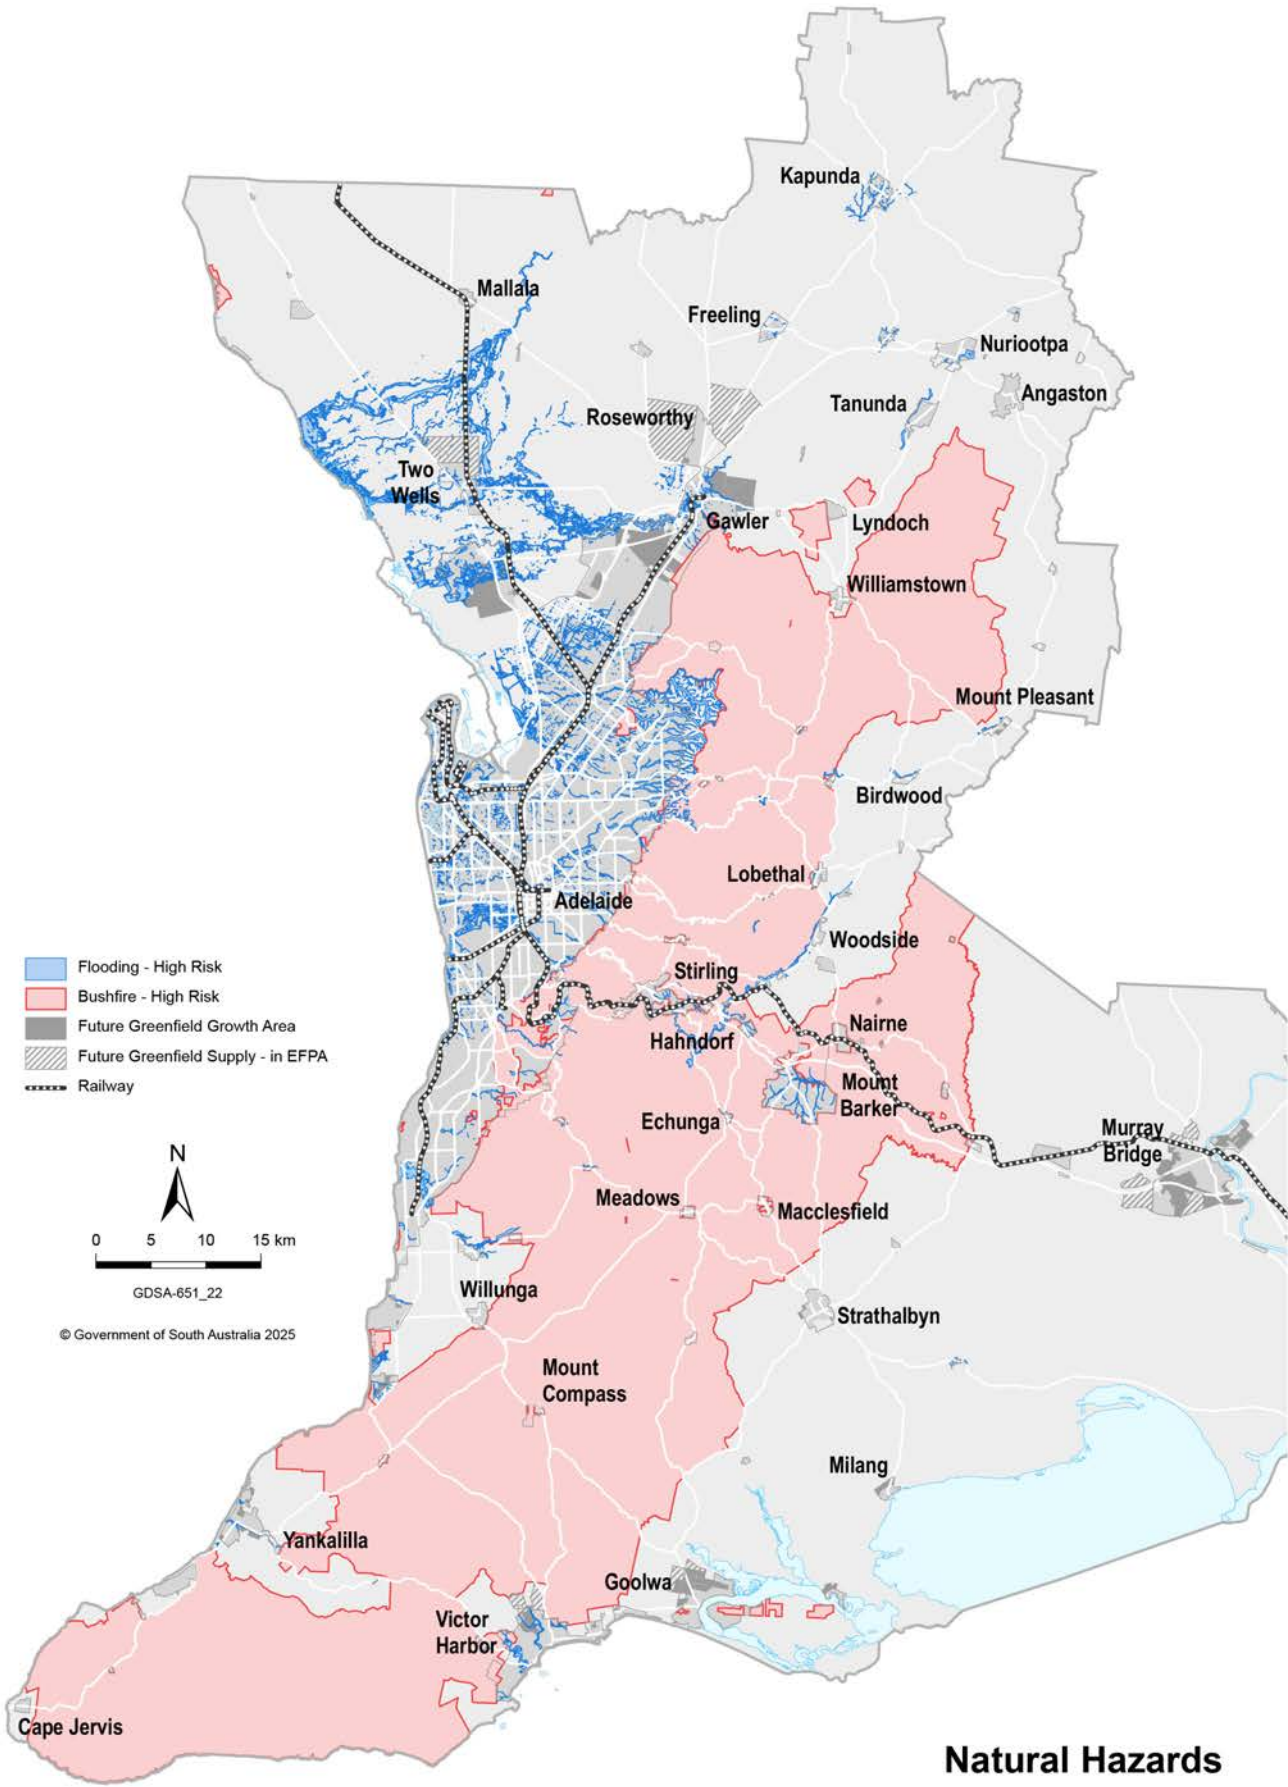 Kapunda
Mallala
Freeling
Nuriootpa
Angaston
Tanunda
Roseworthy
Two
Wells
Gawler
Lyndoch
Williamstown
Mount Pleasant
Birdwood
Lobethal
Adelaide
Woodside
Stirling
Hahndorf
Nairne
Mount
Barker
Echunga
Murray
Bridge
Meadows
Macclesfield
Willunga
Strathalbyn
Mount
Compass
Milang
Yankalilla
Goolwa
Victor
Harbor
Cape Jervis
Flooding - High Risk
Bushfire - High Risk
Future Greenfield Growth Area
Future Greenfield Supply - in EFPA
Railway
N
0 5 10 15 km
GDSA-651_22
© Government of South Australia 2025
Natural Hazards